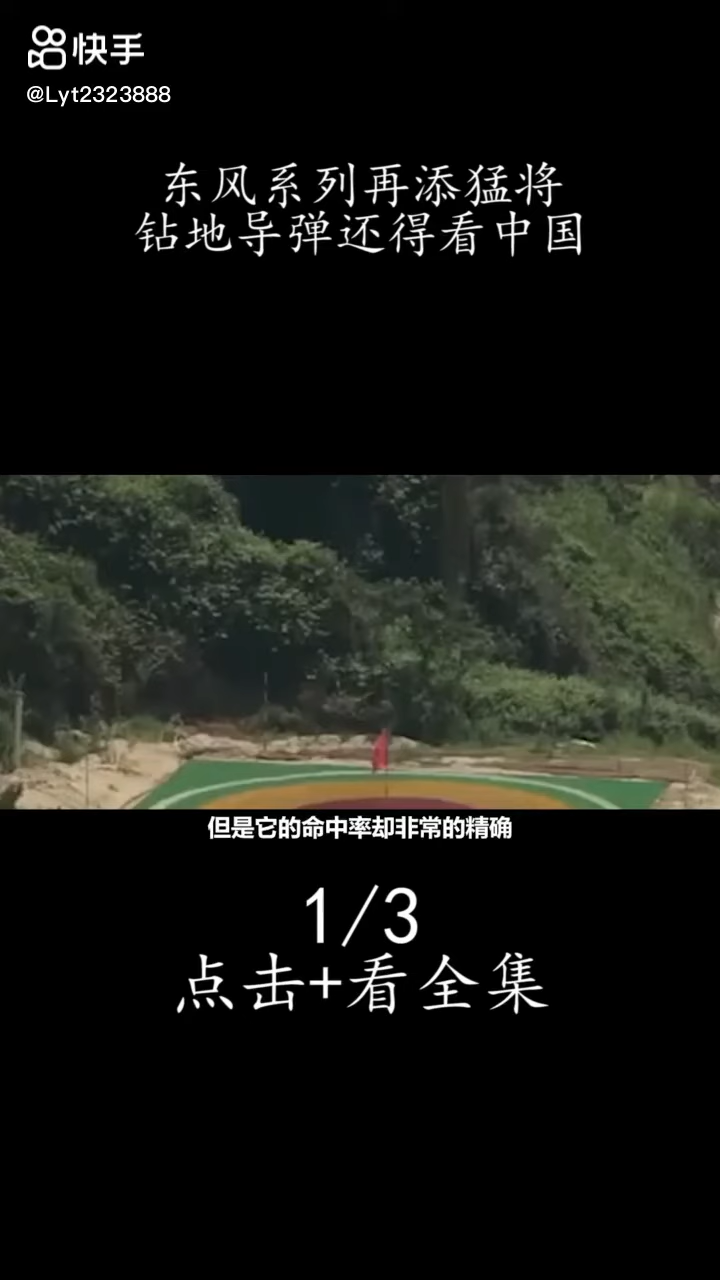 快手
@Lyt2323888
东风系列再添猛将
钻地导弹还得看中国
但是它的命中率却非常的精确
1/3
点击+看全集